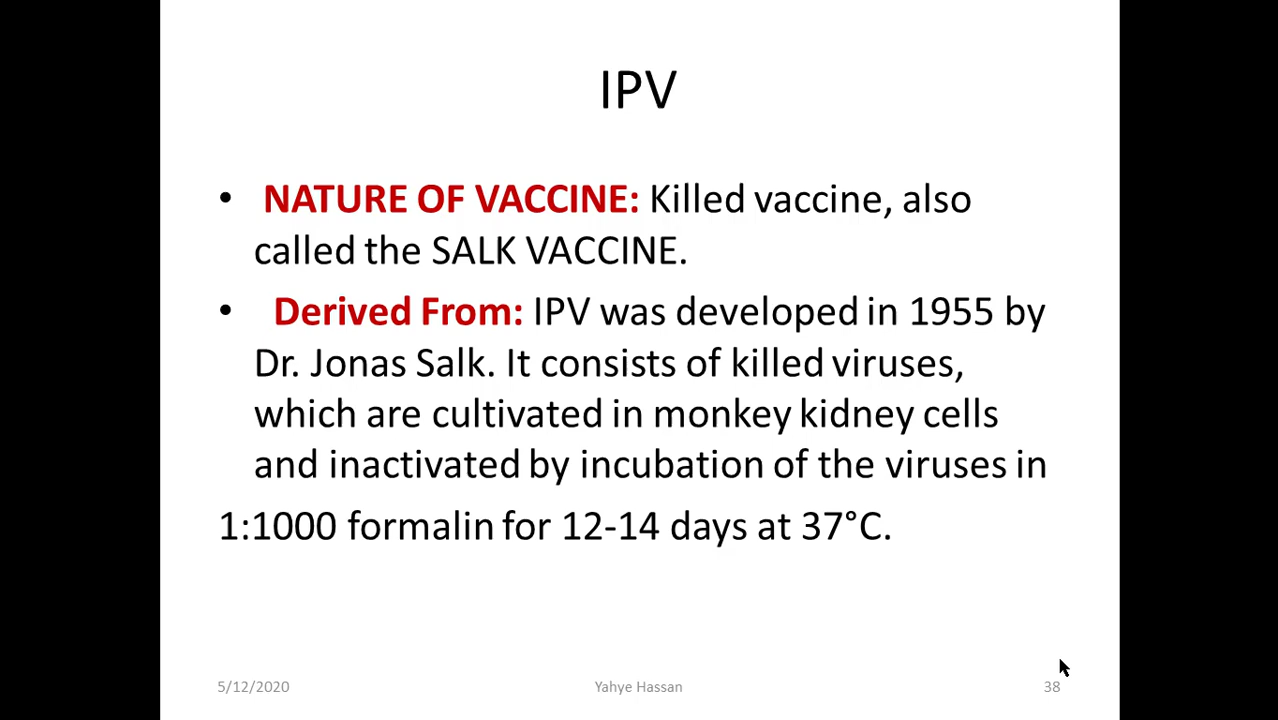 IPV
• NATURE OF VACCINE: Killed vaccine, also
called the SALK VACCINE.
• Derived From: IPV was developed in 1955 by
Dr. Jonas Salk. It consists of killed viruses,
which are cultivated in monkey kidney cells
and inactivated by incubation of the viruses in
1:1000 formalin for 12-14 days at 37°C.
5/12/2020 Yahye Hassan 38